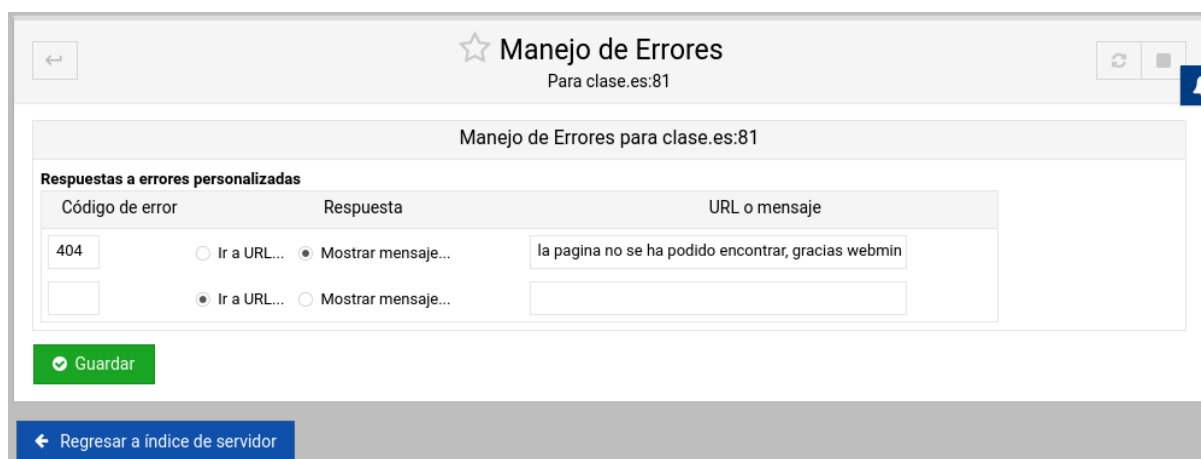 Manejo de Errores
Para clase.es:81
Manejo de Errores para clase.es:81
Respuestas a errores personalizadas
Código de error Respuesta URL o mensaje
404 Ir a URL... Mostrar mensaje... la pagina no se ha podido encontrar, gracias webmin
Ir a URL... Mostrar mensaje...
Guardar
Regresar a índice de servidor